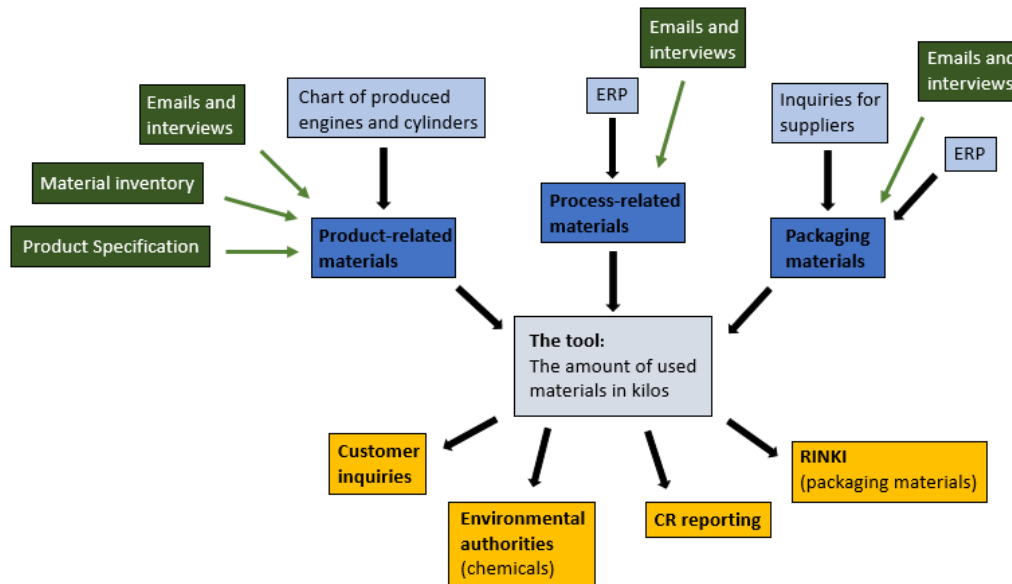 Emails and
interviews
Emails and
interviews
Emails and
interviews
Chart of produced
engines and cylinders
ERP
Inquiries for
suppliers
ERP
Material inventory
Product Specification
Product-related
materials
Process-related
materials
Packaging
materials
The tool:
The amount of used
materials in kilos
Customer
inquiries
Environmental
authorities
(chemicals)
CR reporting
RINKI
(packaging materials)